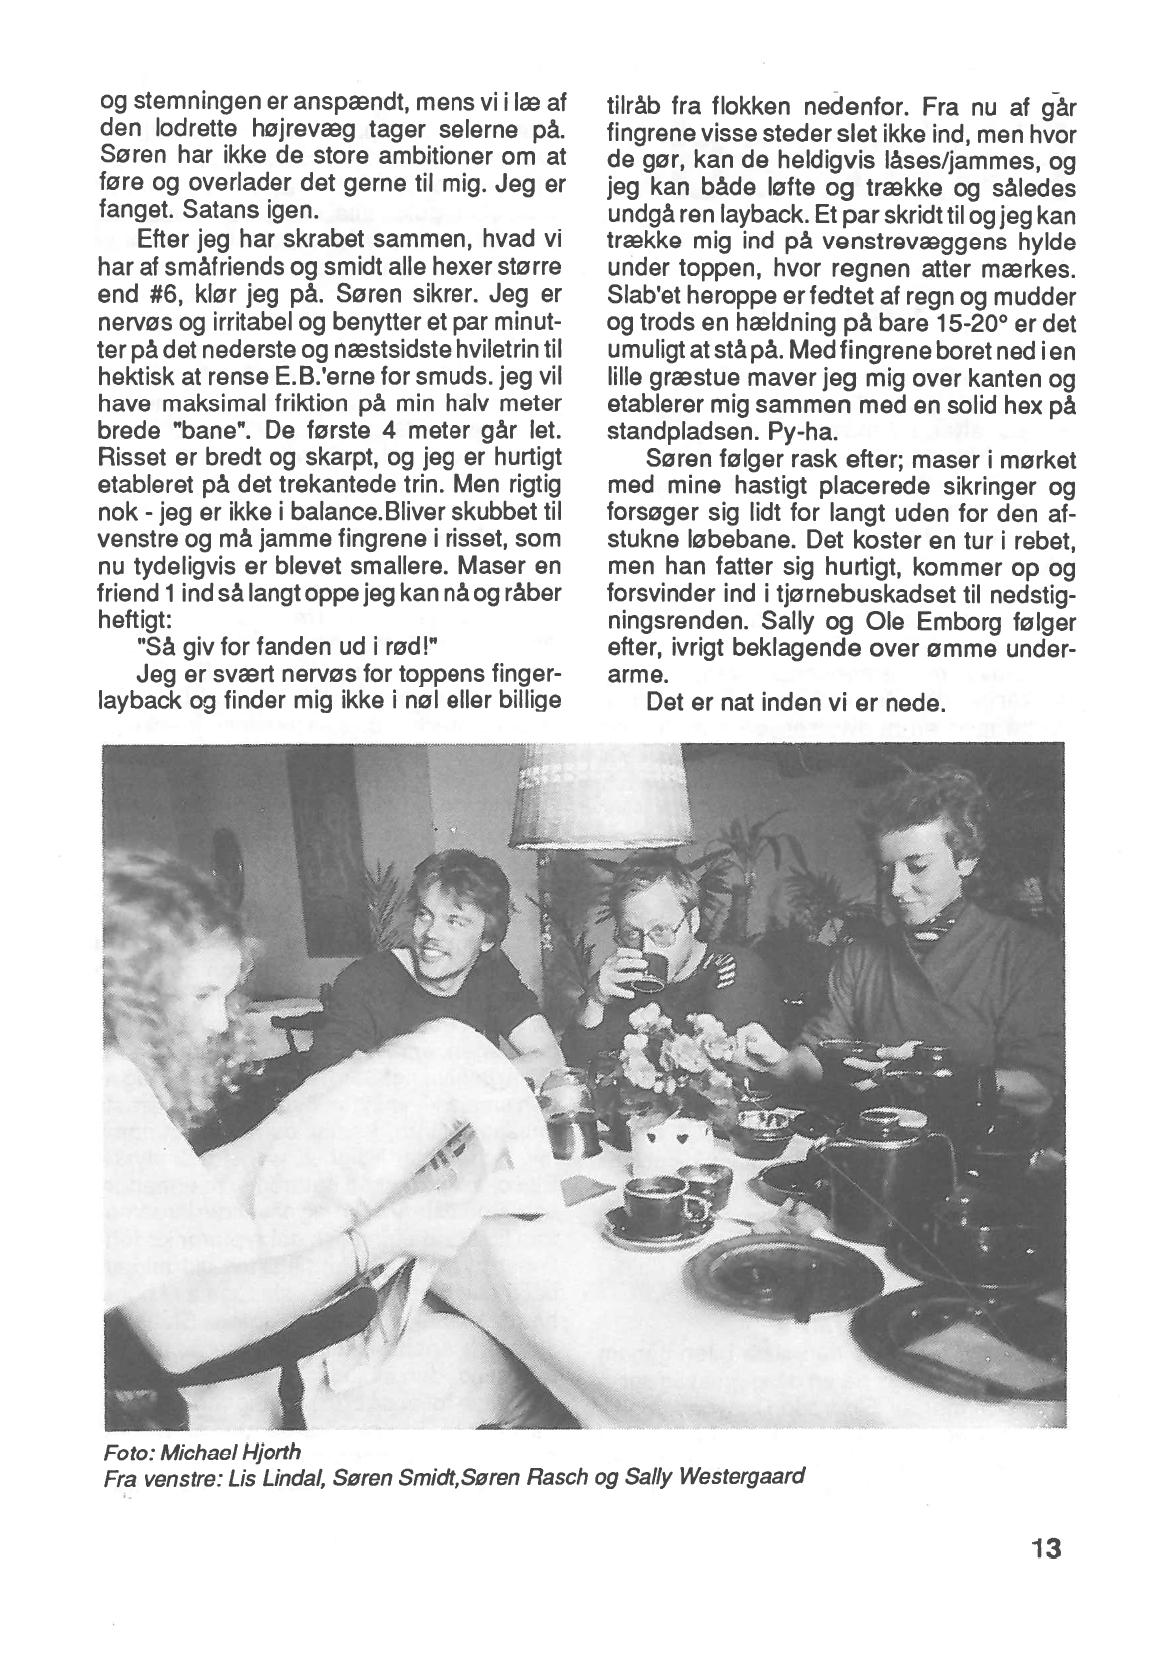 og stemningen er anspændt, mens vi i læ af
den lodrette højrevæg tager selerne på.
Søren har ikke de store ambitioner om at
føre og overlader det gerne til mig. Jeg er
fanget. Satans igen.
Efter jeg har skrabet sammen, hvad vi
har af småfriends og smidt alle hexer større
end #6, klør jeg på. Søren sikrer. Jeg er
nervøs og irritabel og benytter et par minut-
ter på det nederste og næstsidste hviletrin til
hektisk at rense E.B.'erne for smuds. jeg vil
have maksimal friktion på min halv meter
brede "bane". De første 4 meter går let.
Risset er bredt og skarpt, og jeg er hurtigt
etableret på det trekantede trin. Men rigtig
nok - jeg er ikke i balance.Bliver skubbet til
venstre og må jamme fingrene i risset, som
nu tydeligvis er blevet smallere. Maser en
friend 1 ind så langt oppe jeg kan nå og råber
heftigt:
"Så giv for fanden ud i rød!"
Jeg er svært nervøs for toppens finger-
layback og finder mig ikke i nøl eller billige
tilråb fra flokken nedenfor. Fra nu af går
fingrene visse steder slet ikke ind, men hvor
de gør, kan de heldigvis låses/jammes, og
jeg kan både løfte og trække og således
undgå ren layback. Et par skridt til og jeg kan
trække mig ind på venstrevæggens hylde
under toppen, hvor regnen atter mærkes.
Slab'et heroppe er fedtet af regn og mudder
og trods en hældning på bare 15-20° er det
umuligt at stå på. Med fingrene boret ned i en
lille græstue maver jeg mig over kanten og
etablerer mig sammen med en solid hex på
standpladsen. Py-ha.
Søren følger rask efter; maser i mørket
med mine hastigt placerede sikringer og
forsøger sig lidt for langt uden for den af-
stukne løbebane. Det koster en tur i rebet,
men han fatter sig hurtigt, kommer op og
forsvinder ind i tjørnebuskadset til nedstig-
ningsrenden. Sally og Ole Emborg følger
efter, ivrigt beklagende over ømme under-
arme.
Det er nat inden vi er nede.
Foto: Michael Hjorth
Fra venstre: Lis Lindal, Søren Smidt,Søren Rasch og Sally Westergaard
13